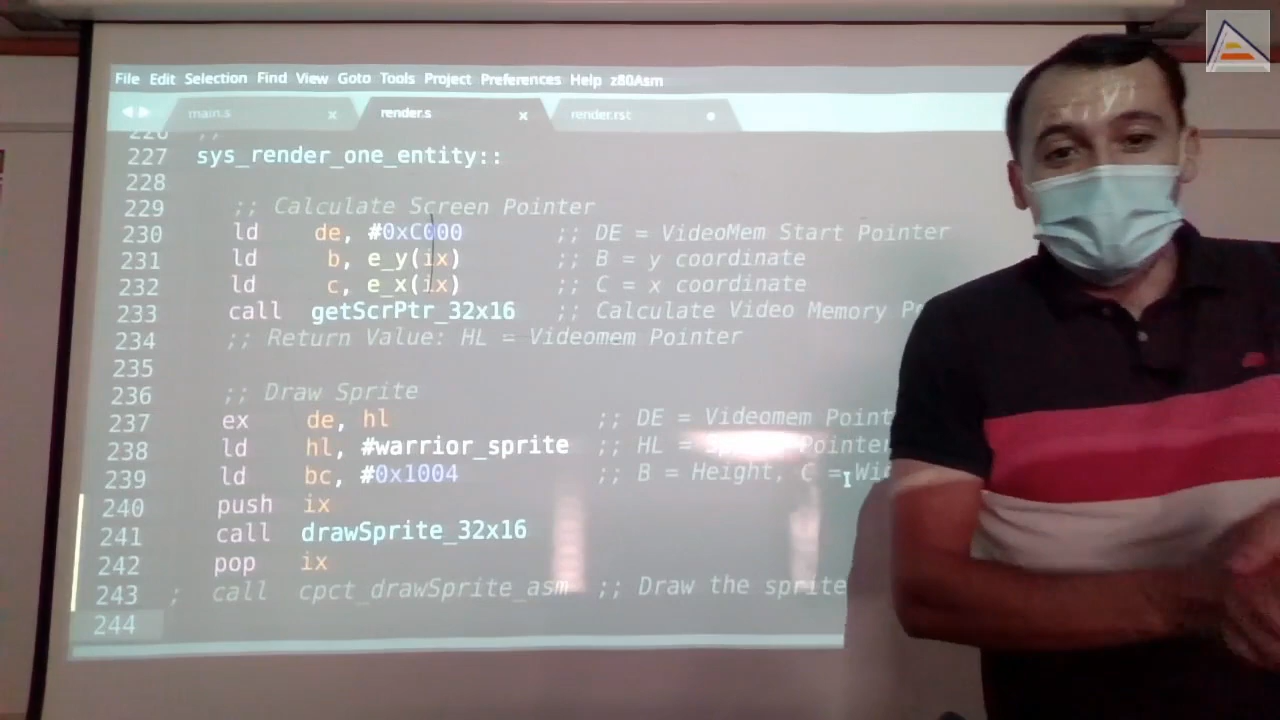 File Edit Selection Find View Goto Tools Project Preferences Help z80Asm
main.s x render.s x render.rst
226 ;;
227 sys_render_one_entity::
228
229 ;; Calculate Screen Pointer
230 ld de, #0xC000 ;; DE = VideoMem Start Pointer
231 ld b, e_y(ix) ;; B = y coordinate
232 ld c, e_x(ix) ;; C = x coordinate
233 call getScrPtr_32x16 ;; Calculate Video Memory
234 ;; Return Value: HL = Videomem Pointer
235
236 ;; Draw Sprite
237 ex de, hl ;; DE = Videomem Point
238 ld hl, #warrior_sprite ;; HL = Pointer
239 ld bc, #0x1004 ;; B = Height, C =
240 push ix
241 call drawSprite_32x16
242 pop ix
243 ; call cpct_drawSprite_asm ;; Draw the sprite
244